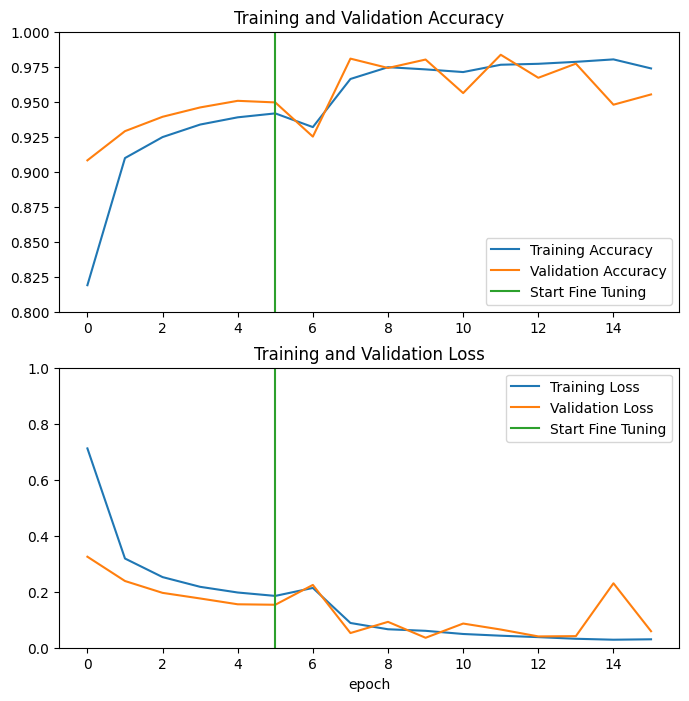 Training and Validation Accuracy
1.000
0.975
0.950
0.925
0.900
0.875
0.850
0.825
0.800
Training Accuracy
Validation Accuracy
Start Fine Tuning
0 2 4 6 8 10 12 14
Training and Validation Loss
1.0
0.8
0.6
0.4
0.2
0.0
Training Loss
Validation Loss
Start Fine Tuning
0 2 4 6 8 10 12 14
epoch